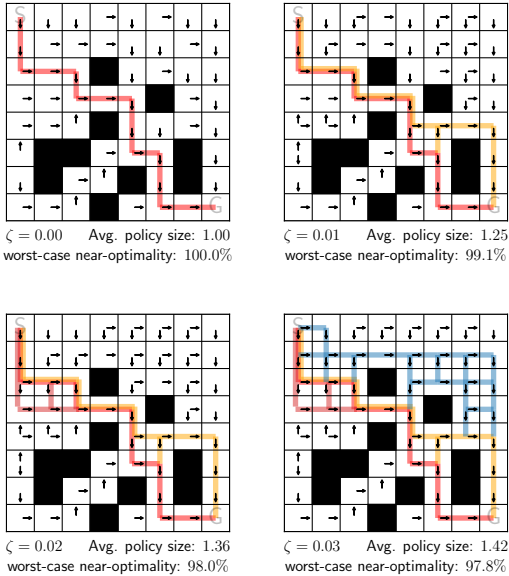 S
G
ζ = 0.00 Avg. policy size: 1.00
worst-case near-optimality: 100.0%
S
G
ζ = 0.01 Avg. policy size: 1.25
worst-case near-optimality: 99.1%
S
G
ζ = 0.02 Avg. policy size: 1.36
worst-case near-optimality: 98.0%
S
G
ζ = 0.03 Avg. policy size: 1.42
worst-case near-optimality: 97.8%